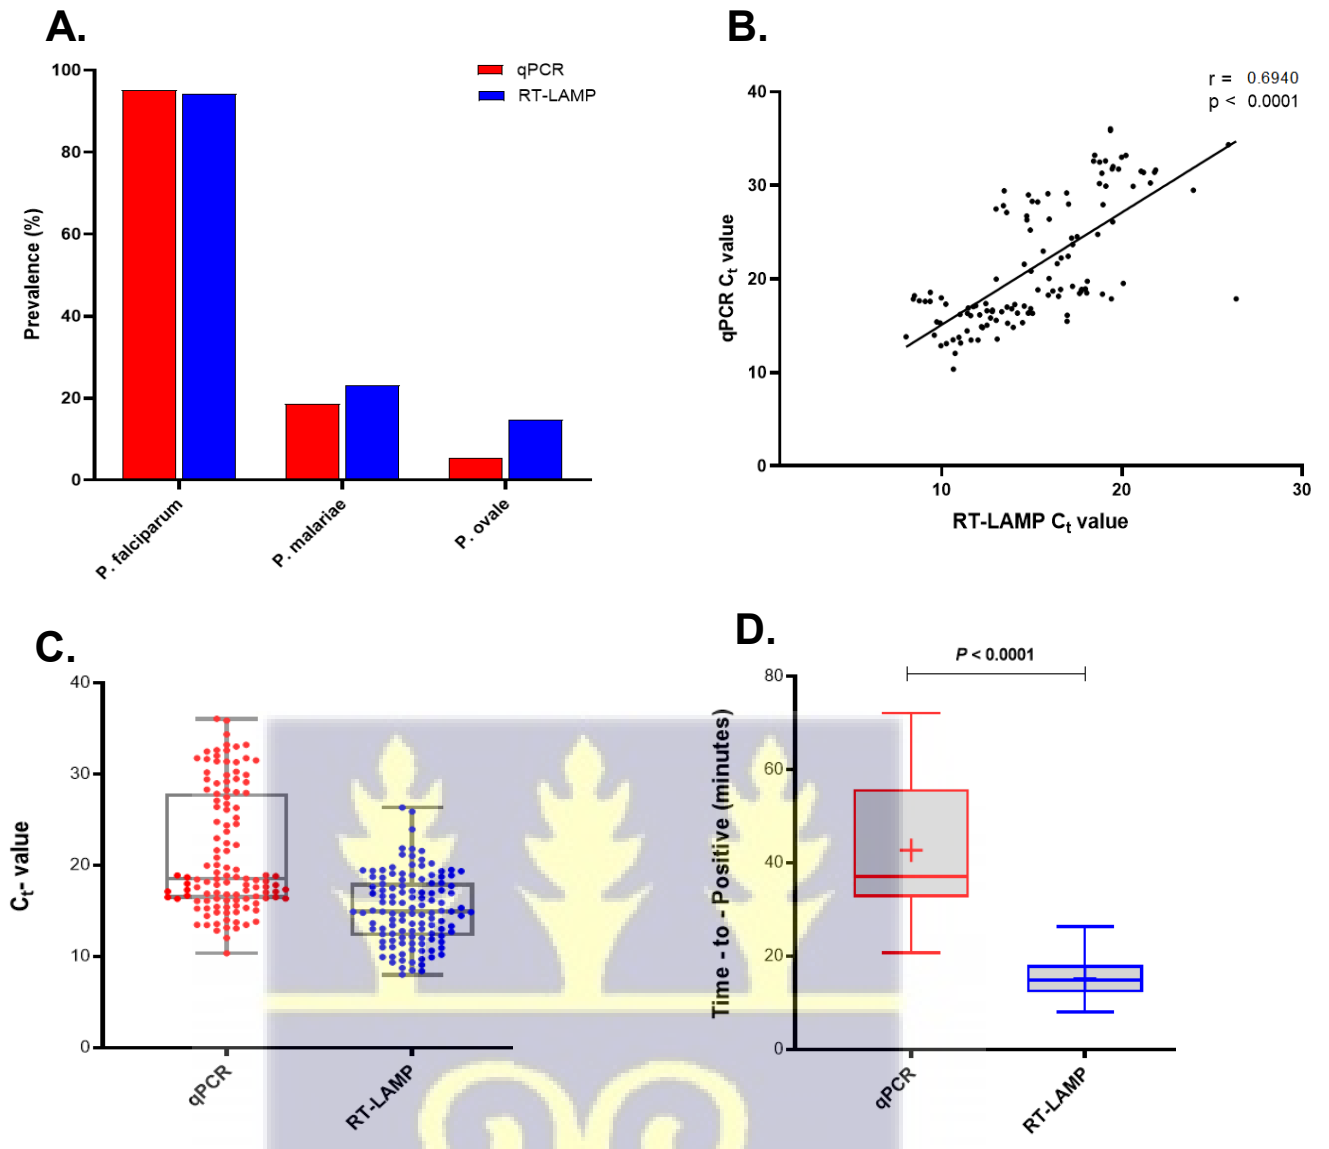 A.
100
80
60
40
20
0
Prevalence (%)
qPCR
RT-LAMP
P. falciparum
P. malariae
P. ovale
B.
r = 0.6940
p < 0.0001
40
30
20
10
0
qPCR Ct value
10 20 30
RT-LAMP Ct value
C.
40
30
20
10
0
Ct- value
qPCR
RT-LAMP
D.
P < 0.0001
80
60
40
20
0
Time - to - Positive (minutes)
qPCR
RT-LAMP